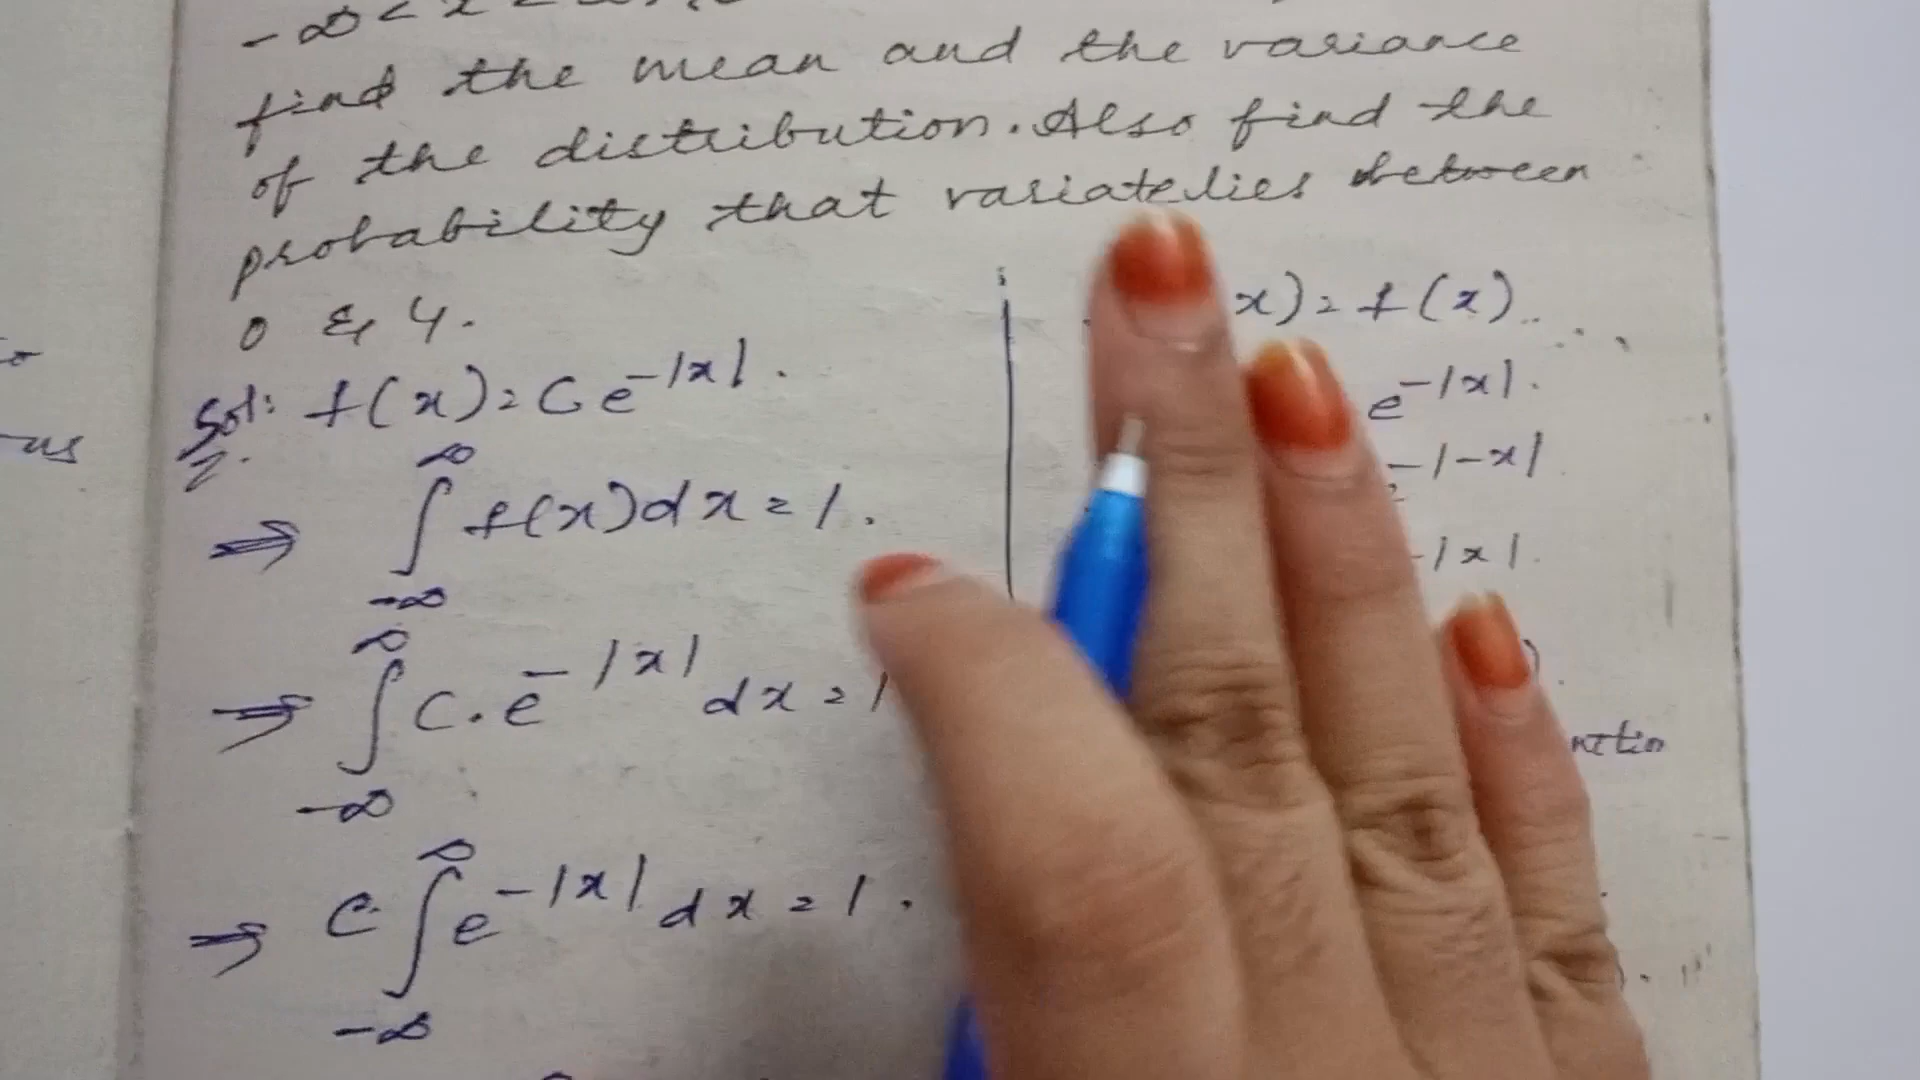 -∞ < x <
find the mean and the variance
of the distribution. Also find the
probability that variate lies between
0 & 4.
Sol: f(x) = C e^{-|x|}.
⇒ ∫_{-∞}^{∞} f(x) dx = 1.
⇒ ∫_{-∞}^{∞} C. e^{-|x|} dx = 1
⇒ C. ∫_{-∞}^{∞} e^{-|x|} dx = 1.
x) = f(x).
e^{-|x|}.
-|-x|
-|x|.